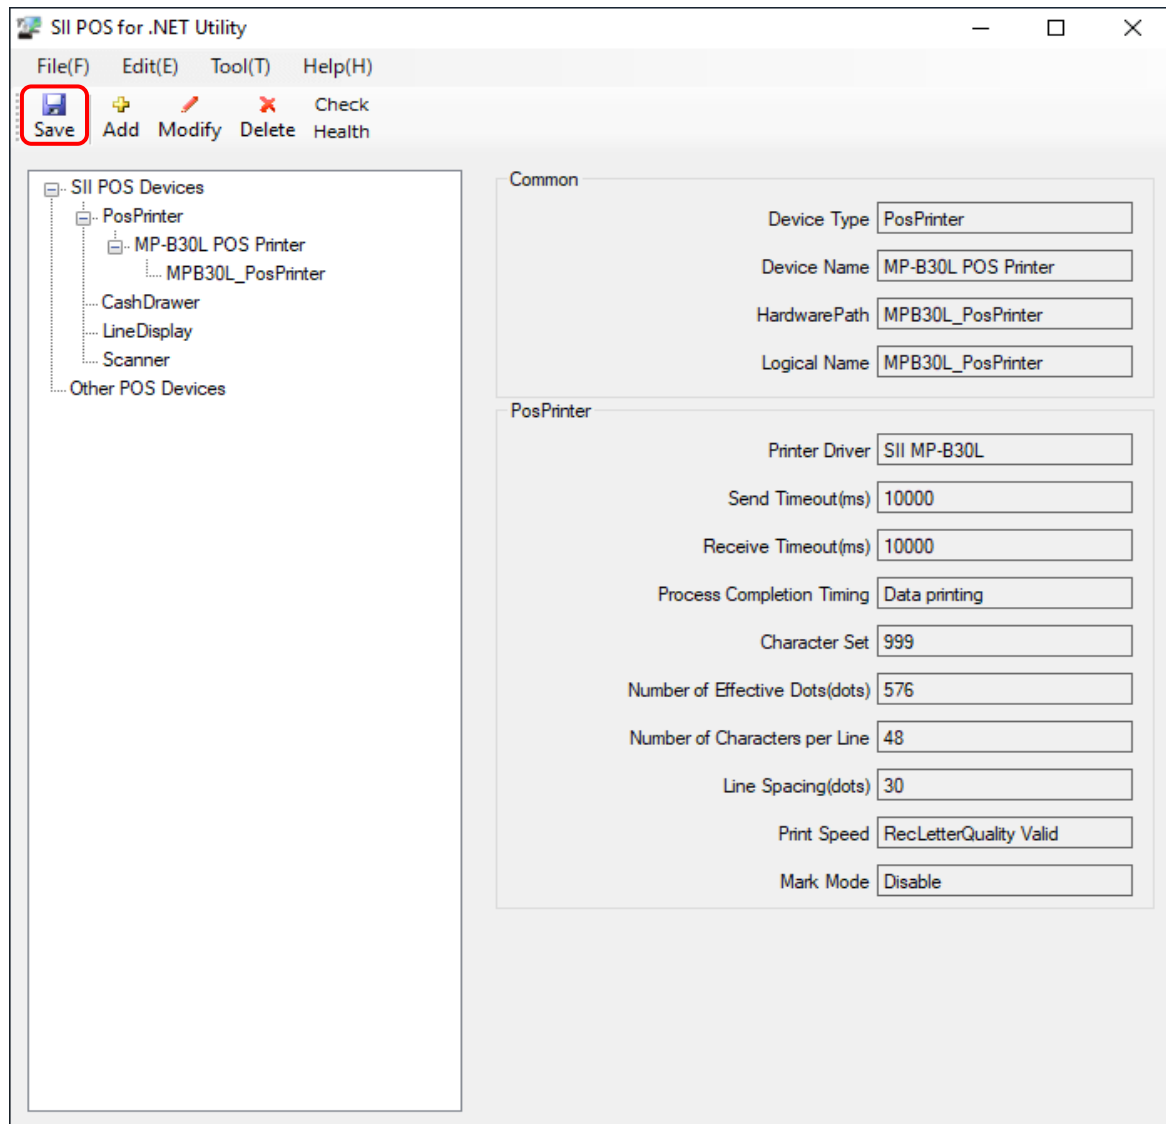 SII POS for .NET Utility
File(F) Edit(E) Tool(T) Help(H)
Save Add Modify Delete Check Health
SII POS Devices
PosPrinter
MP-B30L POS Printer
MPB30L_PosPrinter
CashDrawer
LineDisplay
Scanner
Other POS Devices
Common
Device Type PosPrinter
Device Name MP-B30L POS Printer
HardwarePath MPB30L_PosPrinter
Logical Name MPB30L_PosPrinter
PosPrinter
Printer Driver SII MP-B30L
Send Timeout(ms) 10000
Receive Timeout(ms) 10000
Process Completion Timing Data printing
Character Set 999
Number of Effective Dots(dots) 576
Number of Characters per Line 48
Line Spacing(dots) 30
Print Speed RecLetterQuality Valid
Mark Mode Disable